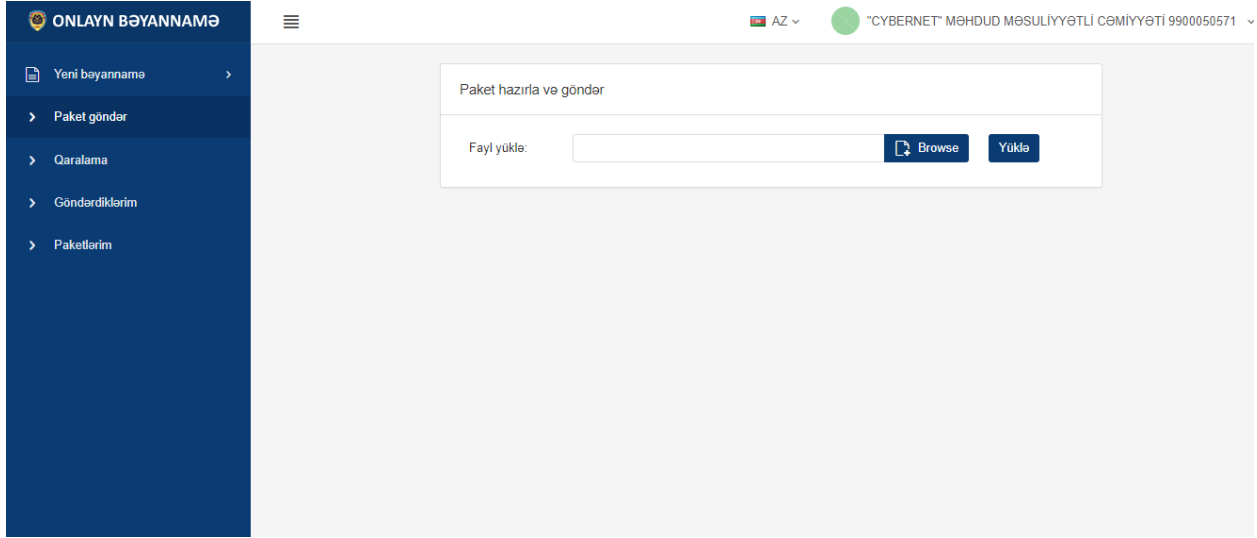 ONLAYN BƏYANNAMƏ
AZ
"CYBERNET" MƏHDUD MƏSULİYYƏTLİ CƏMİYYƏTİ 9900050571
Yeni bəyannamə
Paket göndər
Qaralama
Göndərdiklərim
Paketlərim
Paket hazırla və göndər
Fayl yüklə:
Browse
Yüklə